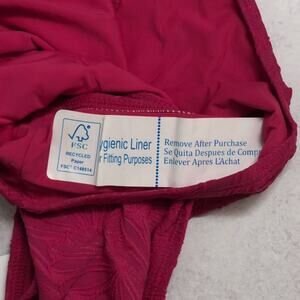 FSC
RECYCLED
Paper
FSC® C148514
ygienic Liner
r Fitting Purposes
Remove After Purchase
Se Quita Despues de Comp
Enlever Apres L'Achat